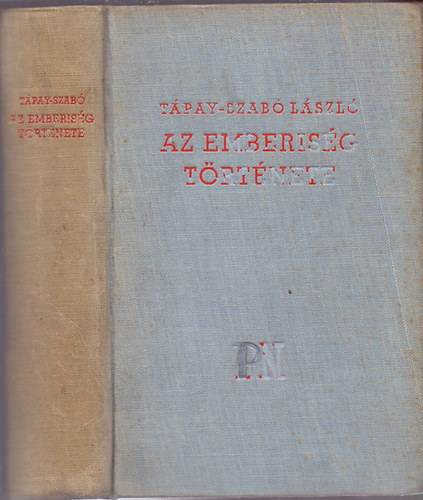 TÁPAY-SZABÓ
AZ EMBERISÉG
TÖRTÉNETE
TÁPAY-SZABÓ LÁSZLÓ
AZ EMBERISÉG
TÖRTÉNETE
PN